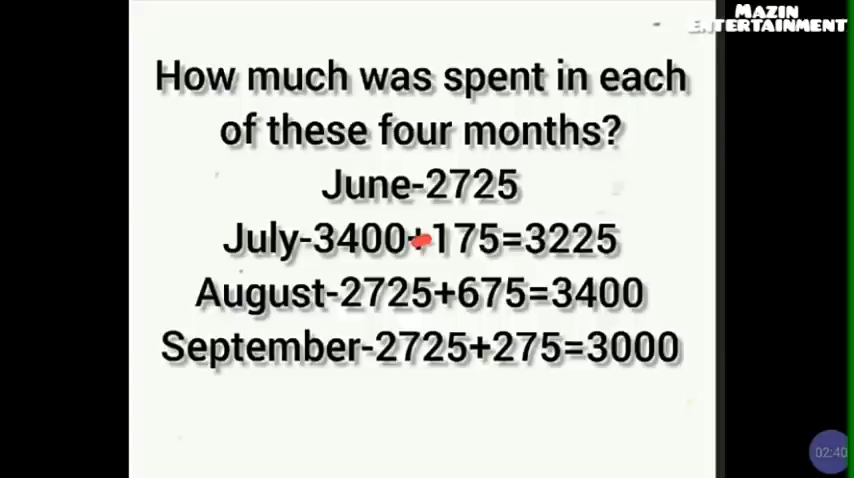 MAZIN
ENTERTAINMENT
How much was spent in each
of these four months?
June-2725
July-3400-175=3225
August-2725+675=3400
September-2725+275=3000
02:40